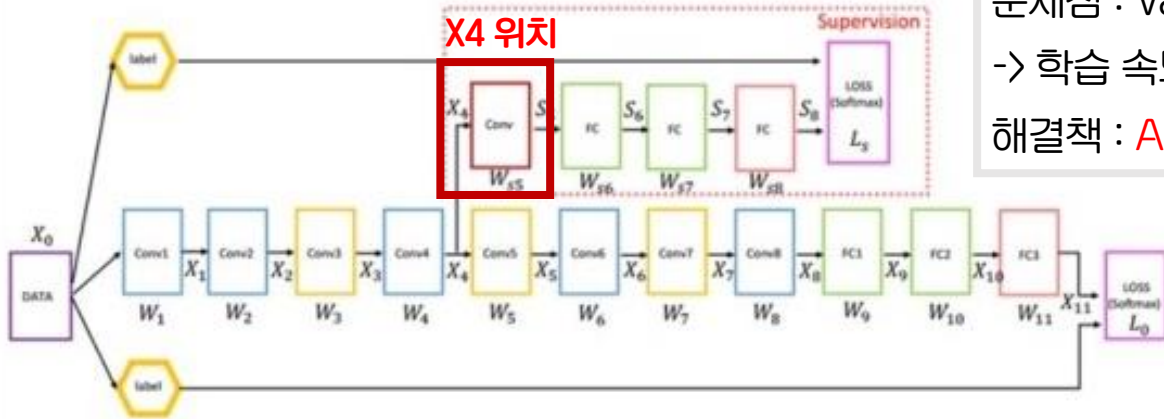 문제점 : Va
-> 학습 속도
해결책 : A
Supervision
X4 위치
label
X₄ Conv S FC S₆ FC S₇ FC S₈ LOSS
(Softmax)
Lₛ
Wₛ₅ Wₛ₆ Wₛ₇ Wₛ₈
X₀
DATA Conv1 X₁ Conv2 X₂ Conv3 X₃ Conv4 X₄ Conv5 X₅ Conv6 X₆ Conv7 X₇ Conv8 X₈ FC1 X₉ FC2 X₁₀ FC3 X₁₁ LOSS
(Softmax)
L₀
W₁ W₂ W₃ W₄ W₅ W₆ W₇ W₈ W₉ W₁₀ W₁₁
label